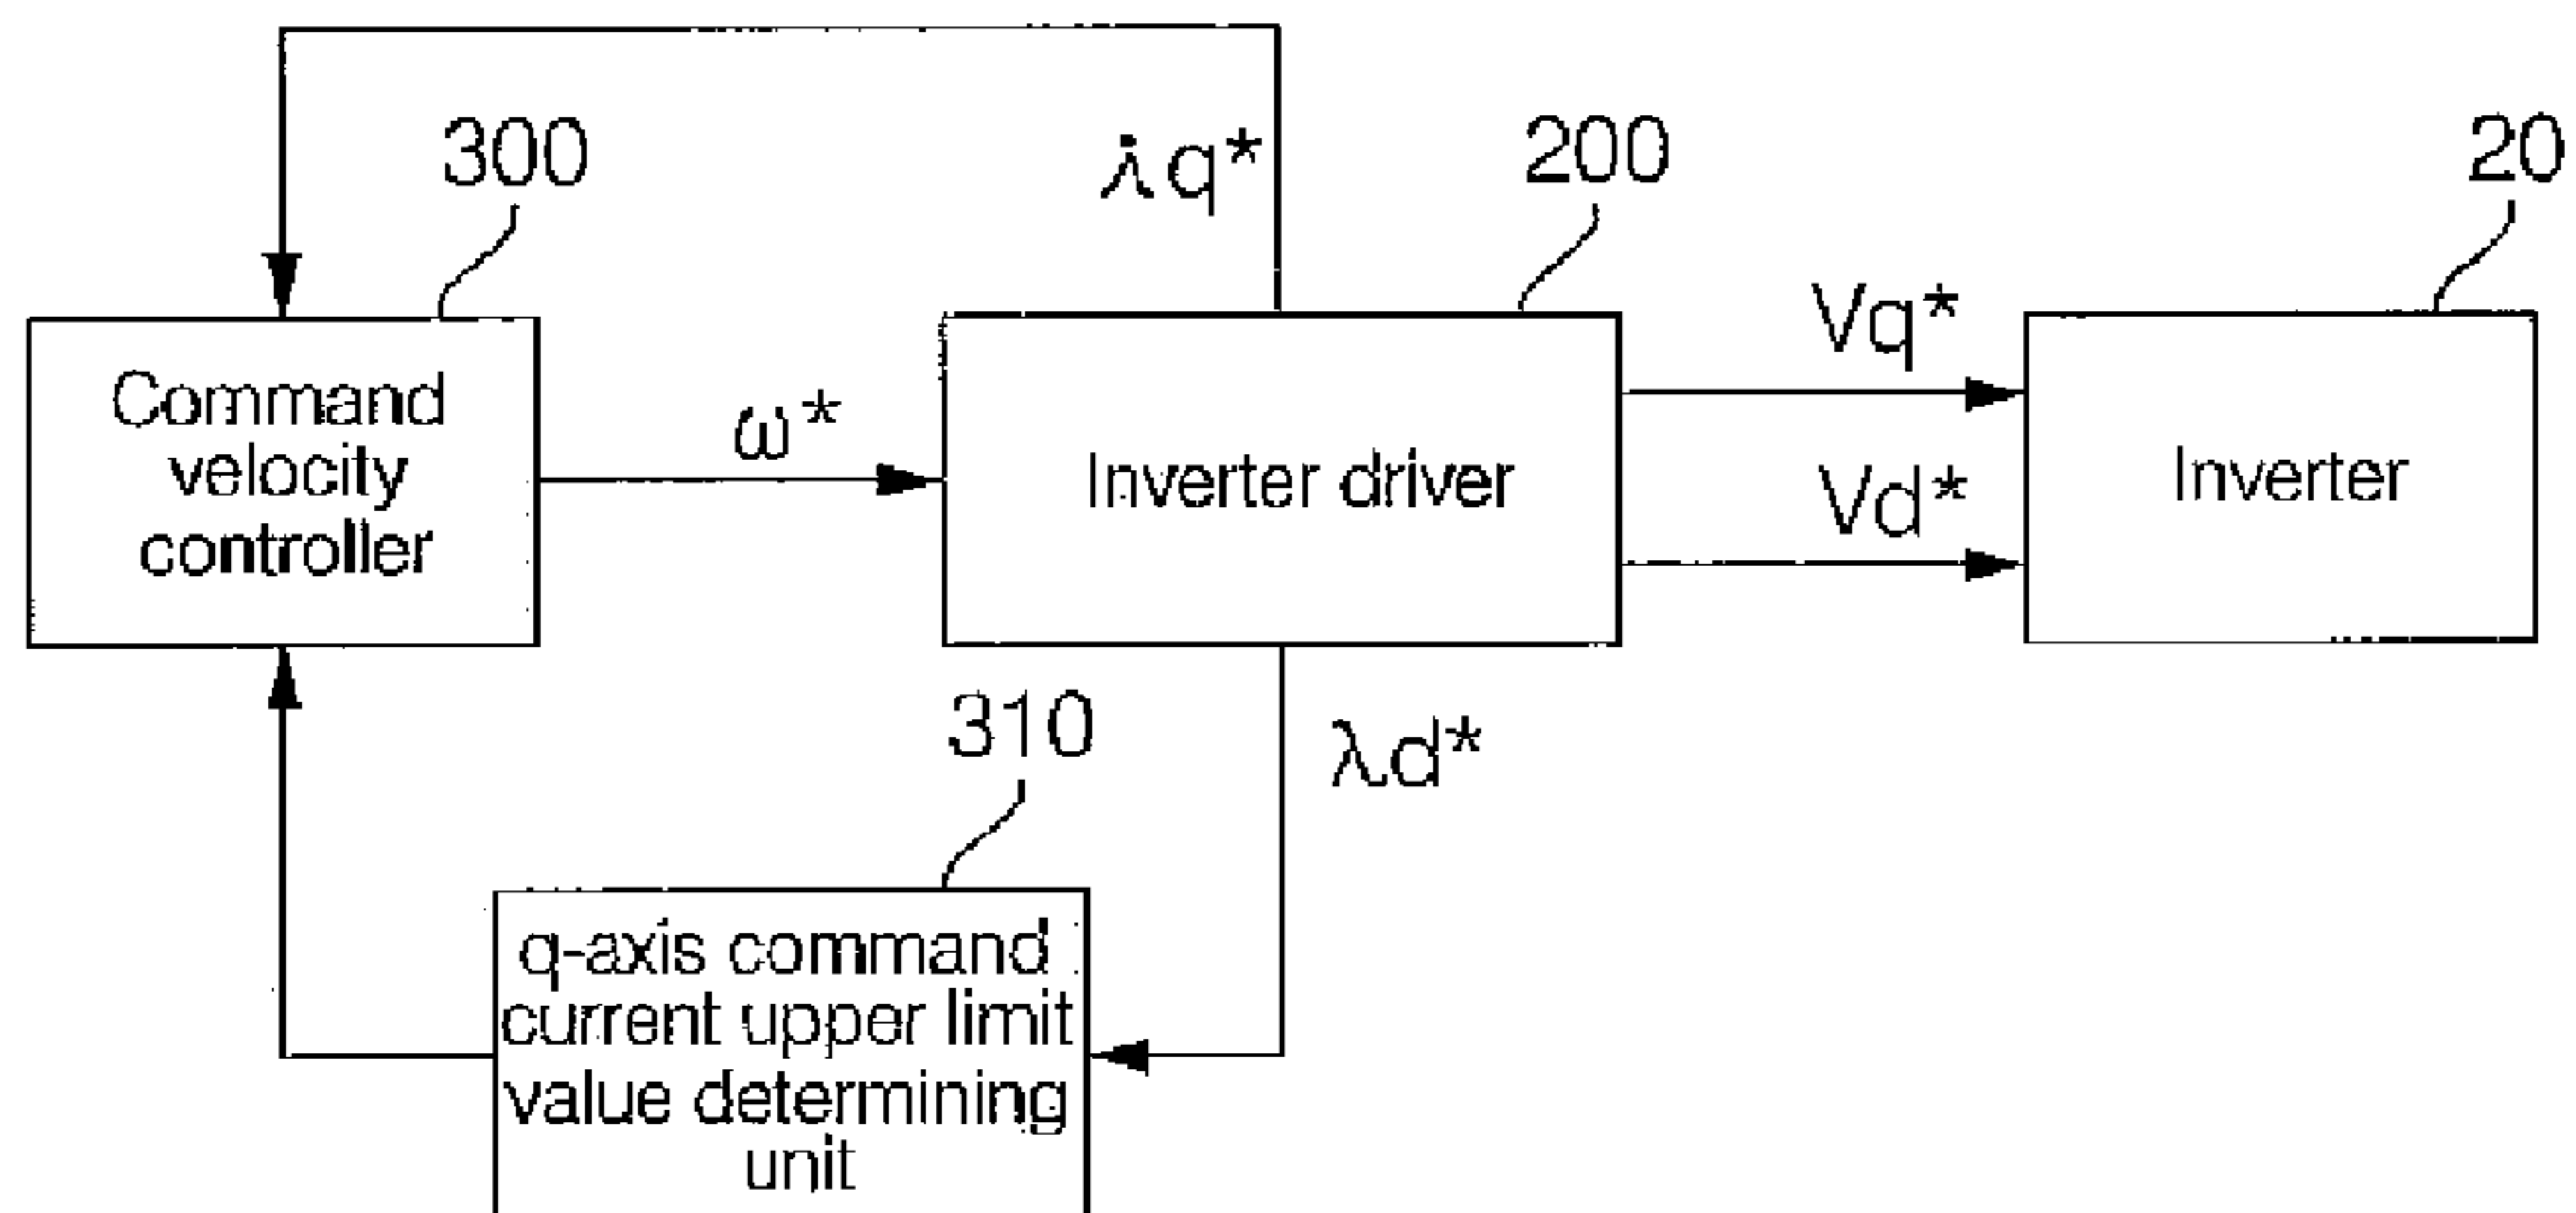 300
λ̇q*
200
20
Command
velocity
controller
ω*
Inverter driver
Vq*
Vd*
Inverter
310
λd*
q-axis command
current upper limit
value determining
unit